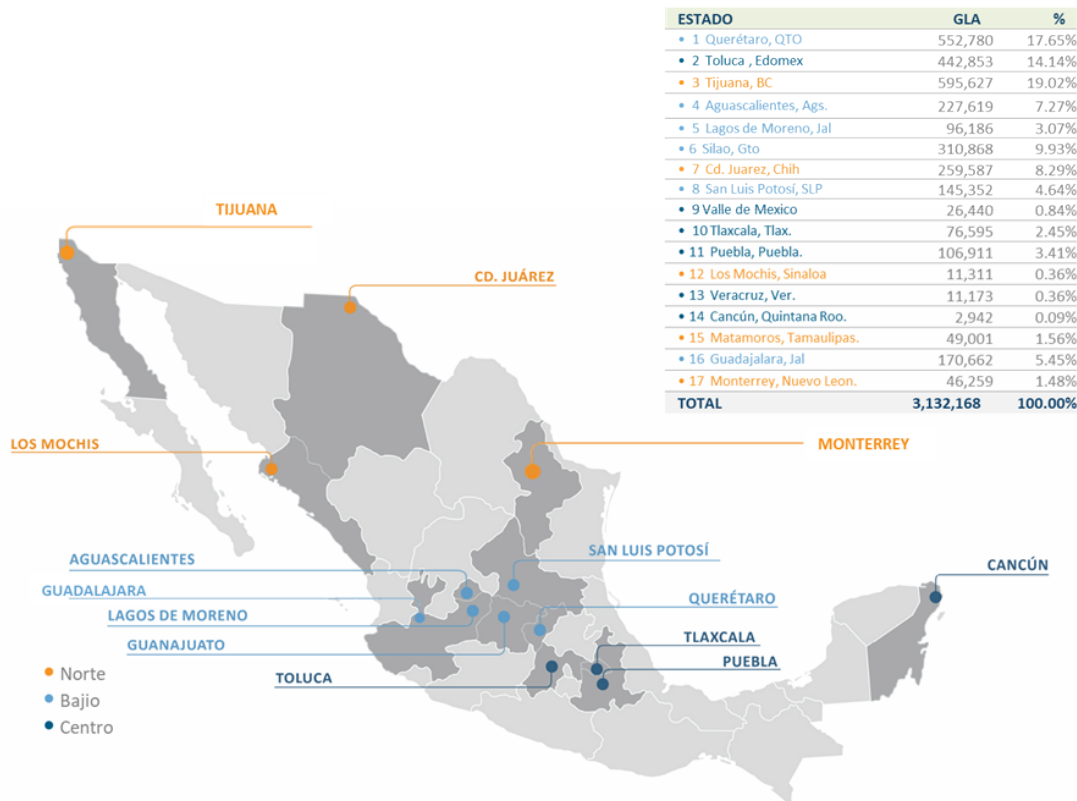 ESTADO GLA %
• 1 Querétaro, QTO 552,780 17.65%
• 2 Toluca , Edomex 442,853 14.14%
• 3 Tijuana, BC 595,627 19.02%
• 4 Aguascalientes, Ags. 227,619 7.27%
• 5 Lagos de Moreno, Jal 96,186 3.07%
• 6 Silao, Gto 310,868 9.93%
• 7 Cd. Juarez, Chih 259,587 8.29%
• 8 San Luis Potosí, SLP 145,352 4.64%
• 9 Valle de Mexico 26,440 0.84%
• 10 Tlaxcala, Tlax. 76,595 2.45%
• 11 Puebla, Puebla. 106,911 3.41%
• 12 Los Mochis, Sinaloa 11,311 0.36%
• 13 Veracruz, Ver. 11,173 0.36%
• 14 Cancún, Quintana Roo. 2,942 0.09%
• 15 Matamoros, Tamaulipas. 49,001 1.56%
• 16 Guadajalara, Jal 170,662 5.45%
• 17 Monterrey, Nuevo Leon. 46,259 1.48%
TOTAL 3,132,168 100.00%
TIJUANA
CD. JUÁREZ
LOS MOCHIS
MONTERREY
AGUASCALIENTES
SAN LUIS POTOSÍ
CANCÚN
GUADALAJARA
QUERÉTARO
LAGOS DE MORENO
TLAXCALA
GUANAJUATO
PUEBLA
TOLUCA
Norte
Bajio
Centro